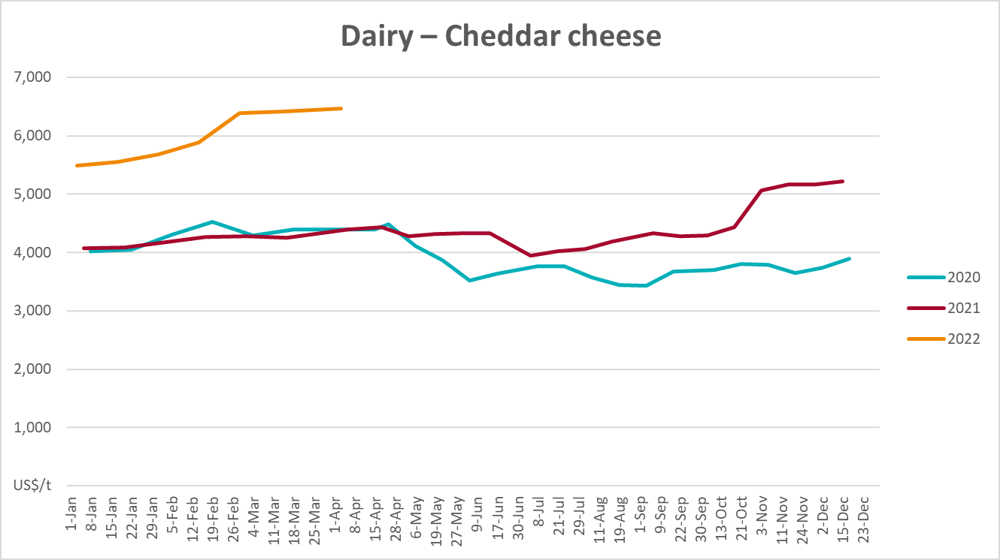 Dairy – Cheddar cheese
7,000
6,000
5,000
4,000
3,000
2,000
1,000
US$/t
1-Jan
8-Jan
15-Jan
22-Jan
29-Jan
5-Feb
12-Feb
19-Feb
26-Feb
4-Mar
11-Mar
18-Mar
25-Mar
1-Apr
8-Apr
15-Apr
28-Apr
6-May
19-May
27-May
9-Jun
17-Jun
30-Jun
8-Jul
21-Jul
29-Jul
11-Aug
19-Aug
1-Sep
9-Sep
22-Sep
30-Sep
13-Oct
21-Oct
3-Nov
11-Nov
24-Nov
2-Dec
15-Dec
23-Dec
2020
2021
2022